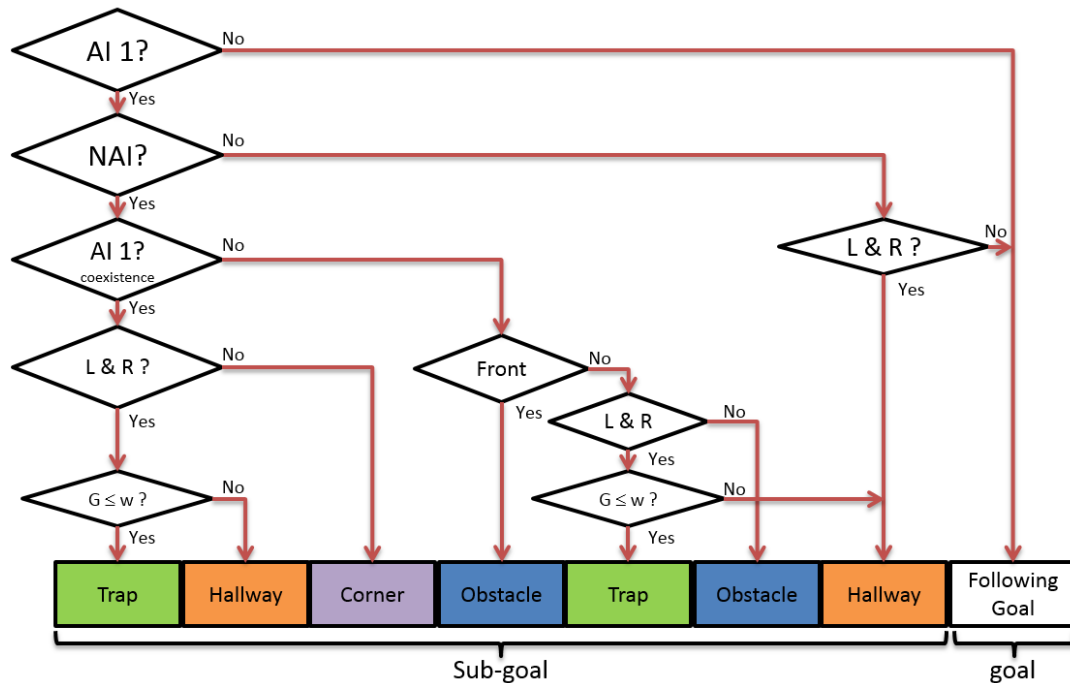 AI 1?
No
Yes
NAI?
No
Yes
AI 1?
coexistence
No
L & R ?
No
Yes
Yes
L & R ?
No
Front
No
Yes
Yes
L & R
No
Yes
G ≤ w ?
No
G ≤ w ?
No
Yes
Yes
Trap
Hallway
Corner
Obstacle
Trap
Obstacle
Hallway
Following
Goal
Sub-goal
goal